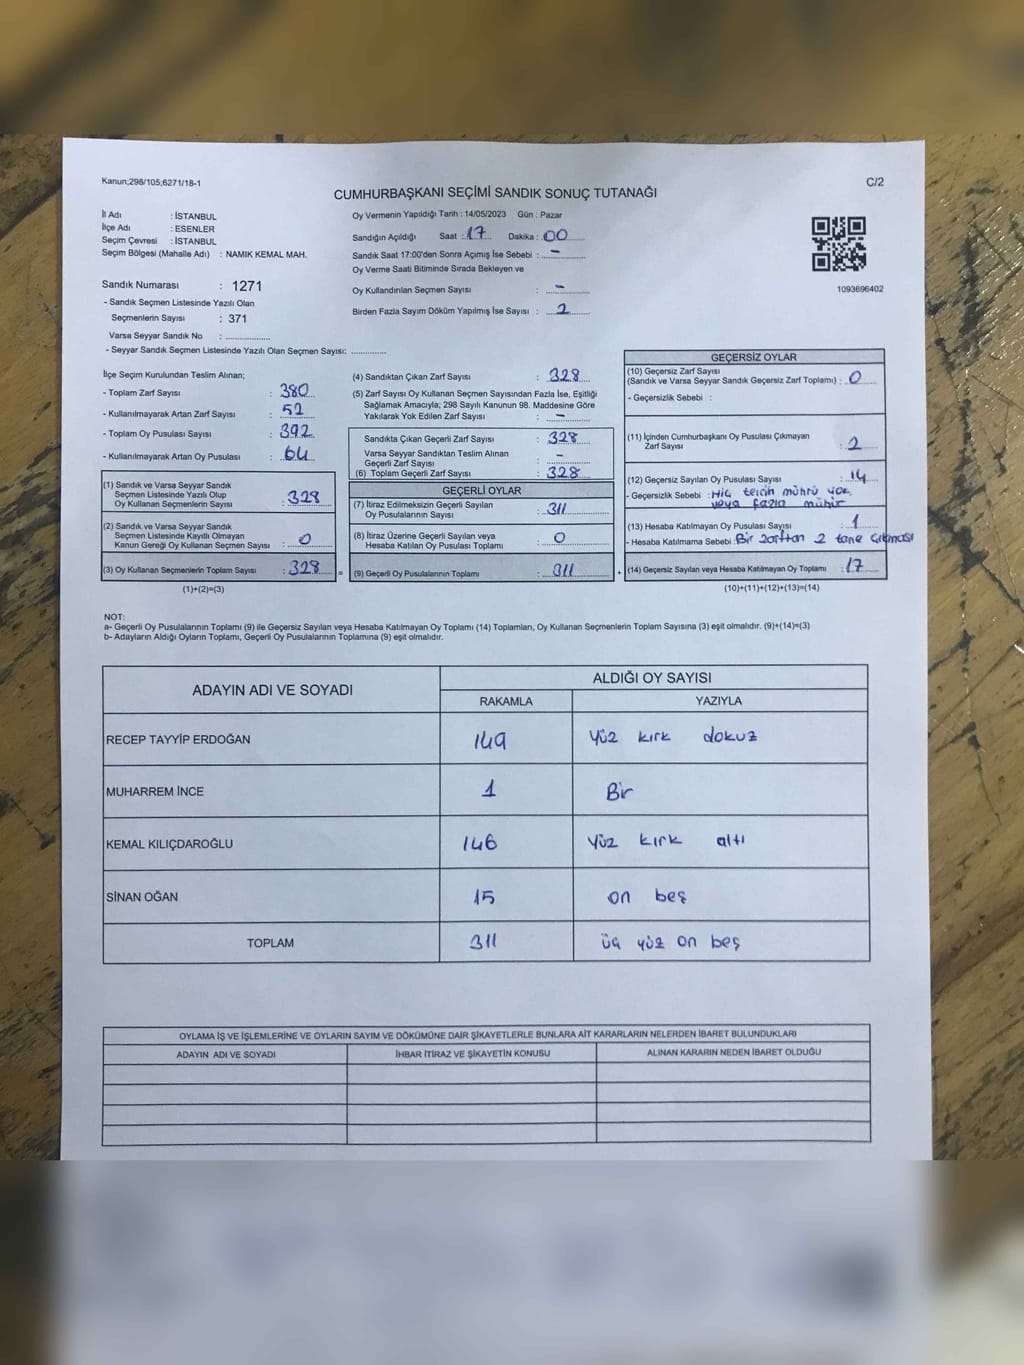 Kanun;298/105;6271/18-1
C/2
CUMHURBAŞKANI SEÇİMİ SANDIK SONUÇ TUTANAĞI
İl Adı : İSTANBUL
İlçe Adı : ESENLER
Seçim Çevresi : İSTANBUL
Seçim Bölgesi (Mahalle Adı) : NAMIK KEMAL MAH.
Oy Vermenin Yapıldığı Tarih : 14/05/2023 Gün : Pazar
Sandığın Açıldığı Saat : 17 Dakika : 00
Sandık Saat 17:00'den Sonra Açımış İse Sebebi : -
Oy Verme Saati Bitiminde Sırada Bekleyen ve
Oy Kullandırılan Seçmen Sayısı : -
Birden Fazla Sayım Döküm Yapılmış İse Sayısı : 2
1093696402
Sandık Numarası : 1271
- Sandık Seçmen Listesinde Yazılı Olan
Seçmenlerin Sayısı : 371
Varsa Seyyar Sandık No : ....................
- Seyyar Sandık Seçmen Listesinde Yazılı Olan Seçmen Sayısı: ...............
İlçe Seçim Kurulundan Teslim Alınan;
- Toplam Zarf Sayısı : 380
- Kullanılmayarak Artan Zarf Sayısı : 52
- Toplam Oy Pusulası Sayısı : 392
- Kullanılmayarak Artan Oy Pusulası : 64
(1) Sandık ve Varsa Seyyar Sandık
Seçmen Listesinde Yazılı Olup
Oy Kullanan Seçmenlerin Sayısı : 328
(2) Sandık ve Varsa Seyyar Sandık
Seçmen Listesinde Kayıtlı Olmayan
Kanun Gereği Oy Kullanan Seçmen Sayısı : 0
(3) Oy Kullanan Seçmenlerin Toplam Sayısı : 328
(1)+(2)=(3)
=
(4) Sandıktan Çıkan Zarf Sayısı : 328
(5) Zarf Sayısı Oy Kullanan Seçmen Sayısından Fazla İse, Eşitliği
Sağlamak Amacıyla; 298 Sayılı Kanunun 98. Maddesine Göre
Yakılarak Yok Edilen Zarf Sayısı : -
Sandıkta Çıkan Geçerli Zarf Sayısı : 328
Varsa Seyyar Sandıktan Teslim Alınan
Geçerli Zarf Sayısı : -
(6) Toplam Geçerli Zarf Sayısı : 328
GEÇERLİ OYLAR
(7) İtiraz Edilmeksizin Geçerli Sayılan
Oy Pusulalarının Sayısı : 311
(8) İtiraz Üzerine Geçerli Sayılan veya
Hesaba Katılan Oy Pusulası Toplamı : 0
(9) Geçerli Oy Pusulalarının Toplamı : 311
+
GEÇERSİZ OYLAR
(10) Geçersiz Zarf Sayısı
(Sandık ve Varsa Seyyar Sandık Geçersiz Zarf Toplamı) : 0
- Geçersizlik Sebebi :
(11) İçinden Cumhurbaşkanı Oy Pusulası Çıkmayan
Zarf Sayısı : 2
(12) Geçersiz Sayılan Oy Pusulası Sayısı : 14
- Geçersizlik Sebebi : Hiç tercih mührü yok
veya fazla mühür
(13) Hesaba Katılmayan Oy Pusulası Sayısı : 1
- Hesaba Katılmama Sebebi : Bir zarftan 2 tane çıkması
(14) Geçersiz Sayılan veya Hesaba Katılmayan Oy Toplamı : 17
(10)+(11)+(12)+(13)=(14)
NOT:
a- Geçerli Oy Pusulalarının Toplamı (9) ile Geçersiz Sayılan veya Hesaba Katılmayan Oy Toplamı (14) Toplamları, Oy Kullanan Seçmenlerin Toplam Sayısına (3) eşit olmalıdır. (9)+(14)=(3)
b- Adayların Aldığı Oyların Toplamı, Geçerli Oy Pusulalarının Toplamına (9) eşit olmalıdır.
ADAYIN ADI VE SOYADI
ALDIĞI OY SAYISI
RAKAMLA YAZIYLA
RECEP TAYYİP ERDOĞAN 149 Yüz kırk dokuz
MUHARREM İNCE 1 Bir
KEMAL KILIÇDAROĞLU 146 Yüz kırk altı
SİNAN OĞAN 15 on beş
TOPLAM 311 üç yüz on beş
OYLAMA İŞ VE İŞLEMLERİNE VE OYLARIN SAYIM VE DÖKÜMÜNE DAİR ŞİKAYETLERLE BUNLARA AİT KARARLARIN NELERDEN İBARET BULUNDUKLARI
ADAYIN ADI VE SOYADI İHBAR İTİRAZ VE ŞİKAYETİN KONUSU ALINAN KARARIN NEDEN İBARET OLDUĞU